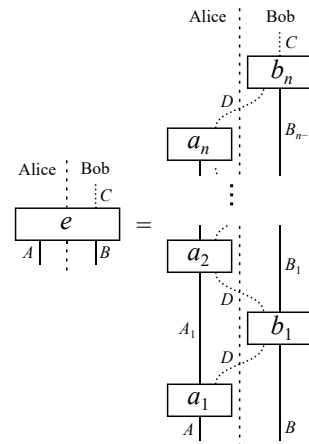 Alice Bob
C
b_n
D
a_n
B_{n-}
Alice Bob
C
e
=
A B
⋮
a_2
B_1
D
A_1
b_1
D
a_1
A B